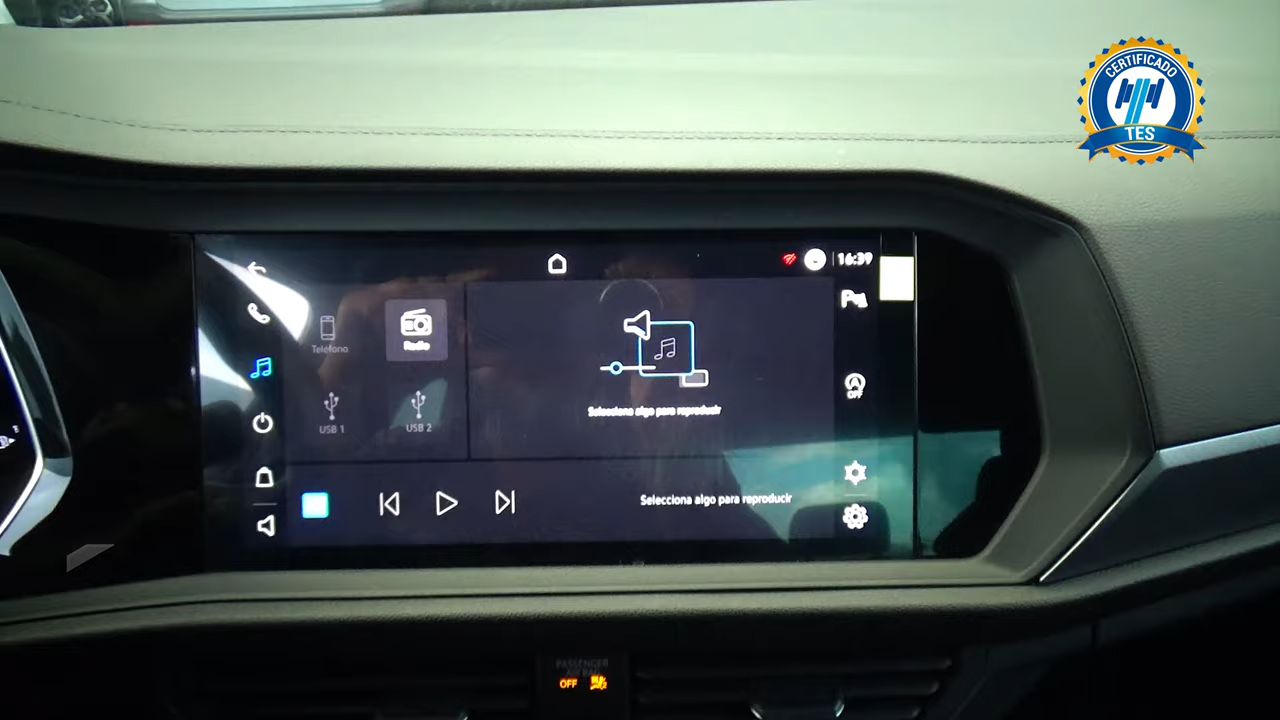 CERTIFICADO
TES
16:39
Teléfono
Radio
USB 1
USB 2
Selecciona algo para reproducir
OFF
Selecciona algo para reproducir
PASSENGER
AIR BAG
OFF